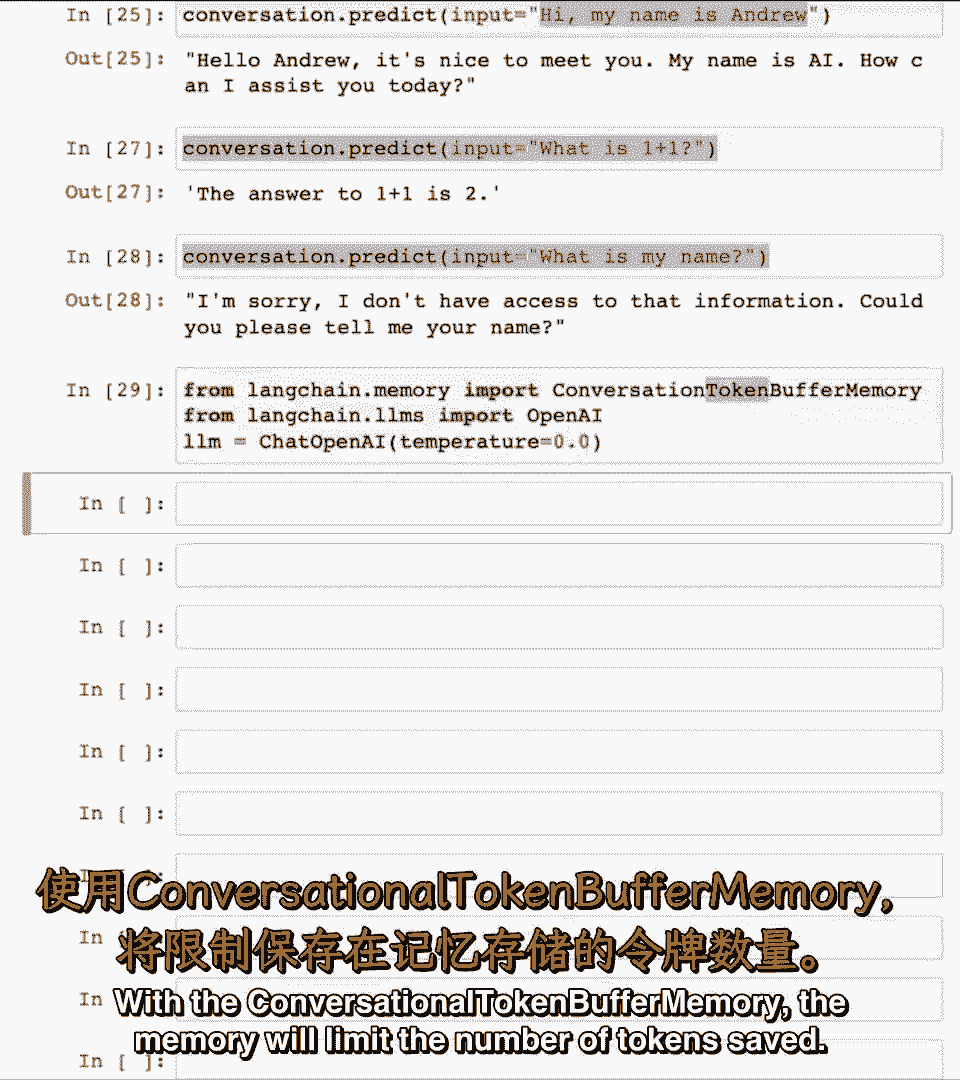 In [25]: conversation.predict(input="Hi, my name is Andrew")
Out[25]: "Hello Andrew, it's nice to meet you. My name is AI. How c
an I assist you today?"
In [27]: conversation.predict(input="What is 1+1?")
Out[27]: 'The answer to 1+1 is 2.'
In [28]: conversation.predict(input="What is my name?")
Out[28]: "I'm sorry, I don't have access to that information. Could
you please tell me your name?"
In [29]: from langchain.memory import ConversationTokenBufferMemory
from langchain.llms import OpenAI
llm = ChatOpenAI(temperature=0.0)
In [ ]:
In [ ]:
In [ ]:
In [ ]:
In [ ]:
In [ ]:
使用ConversationalTokenBufferMemory,
In
将限制保存在记忆存储的令牌数量。
In
With the ConversationalTokenBufferMemory, the
memory will limit the number of tokens saved.
In [ ]: